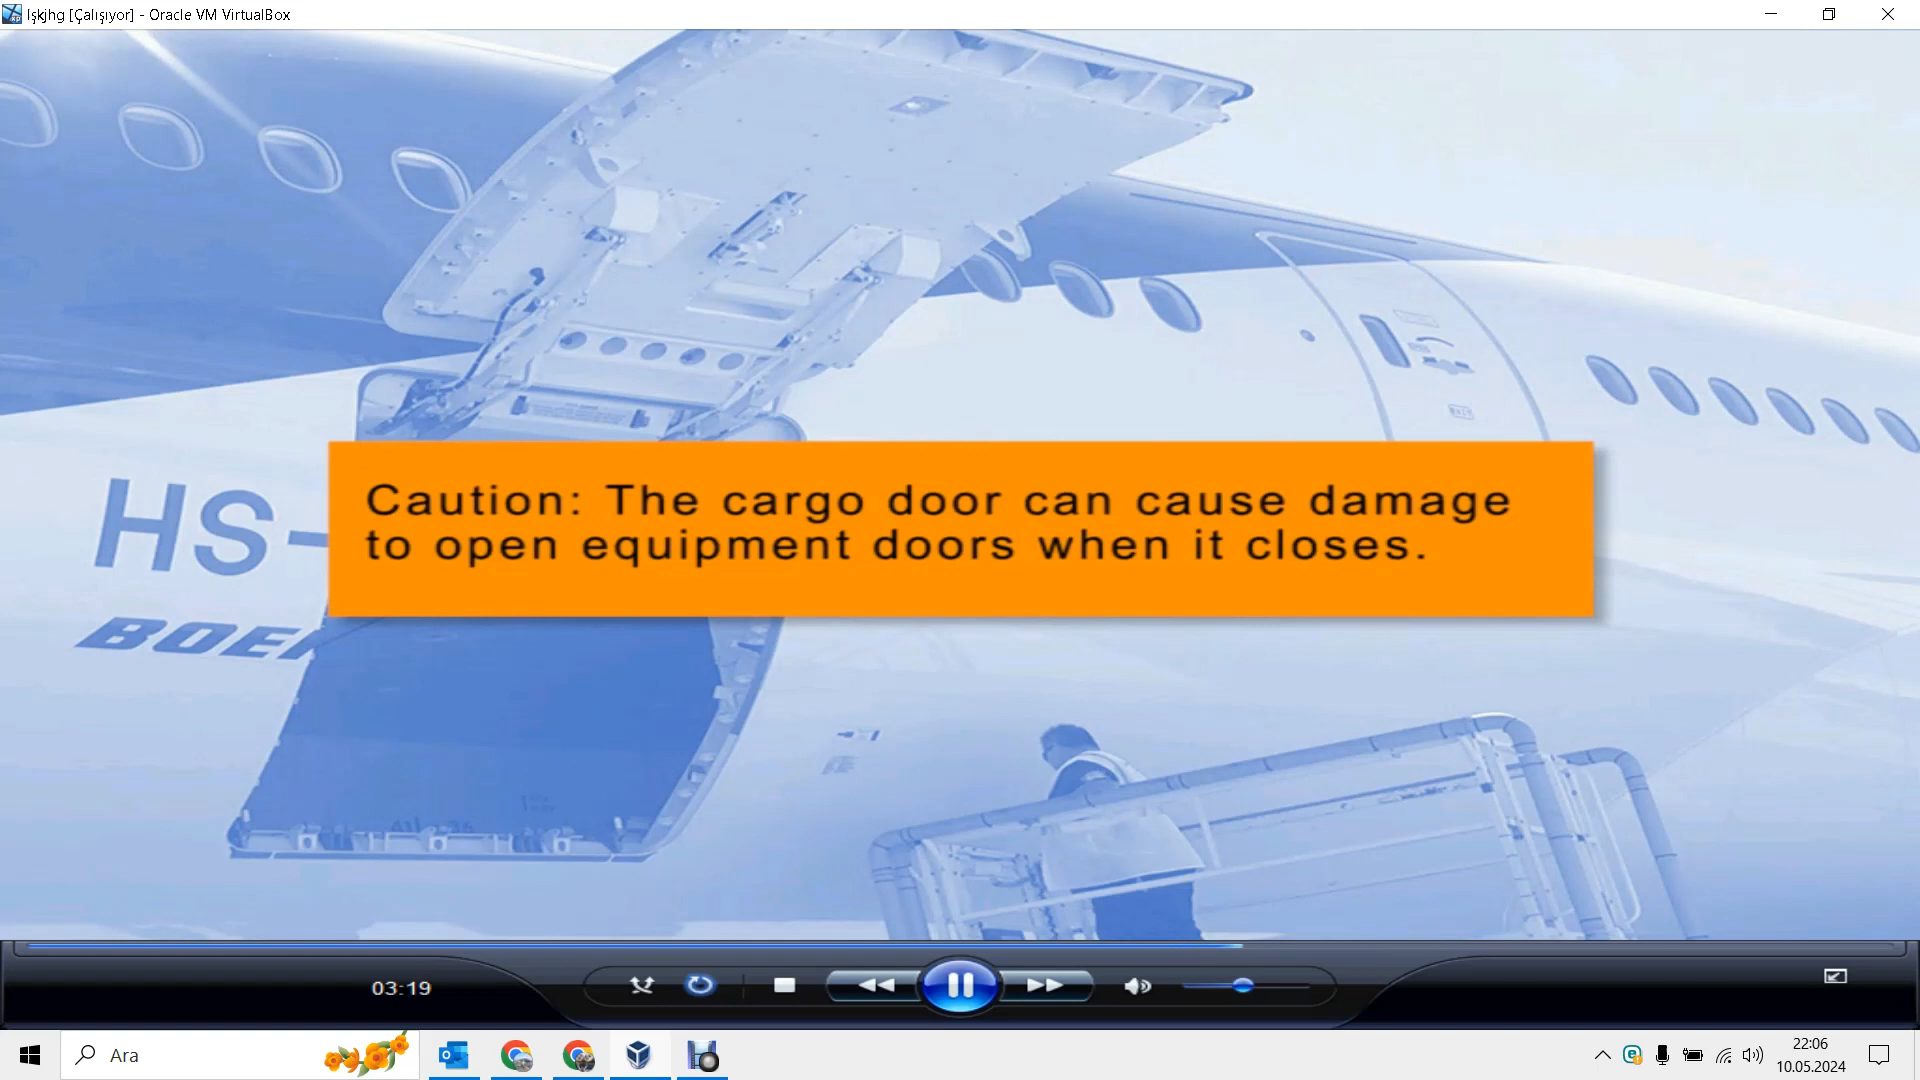 Işkjhg [Çalışıyor] - Oracle VM VirtualBox
HS-
Caution: The cargo door can cause damage
to open equipment doors when it closes.
BOEI
03:19
Ara
22:06
10.05.2024